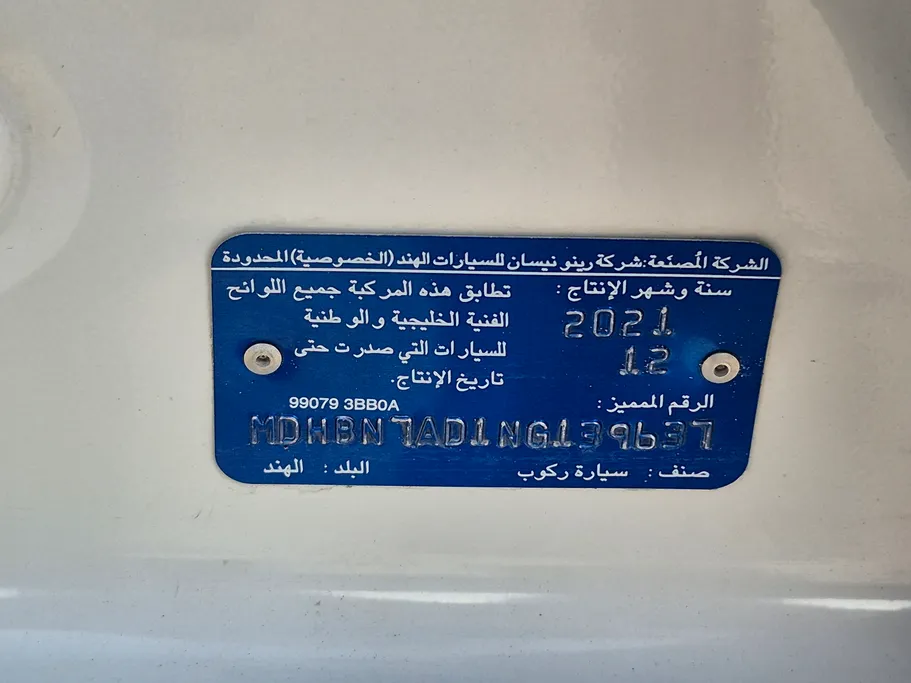 الشركة المُصنّعة:شركة رينو نيسان للسيارات الهند (الخصوصية) المحدودة
سنة وشهر الإنتاج :
2021
12
تطابق هذه المركبة جميع اللوائح
الفنية الخليجية والوطنية
للسيارات التي صدرت حتى
تاريخ الإنتاج.
الرقم المميز :
99079 3BB0A
MDHBN7AD1NG139637
صنف : سيارة ركوب
البلد : الهند